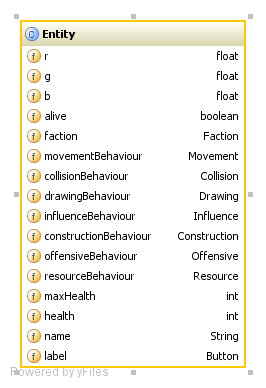 C Entity
f r float
f g float
f b float
f alive boolean
f faction Faction
f movementBehaviour Movement
f collisionBehaviour Collision
f drawingBehaviour Drawing
f influenceBehaviour Influence
f constructionBehaviour Construction
f offensiveBehaviour Offensive
f resourceBehaviour Resource
f maxHealth int
f health int
f name String
f label Button
Powered by yFiles